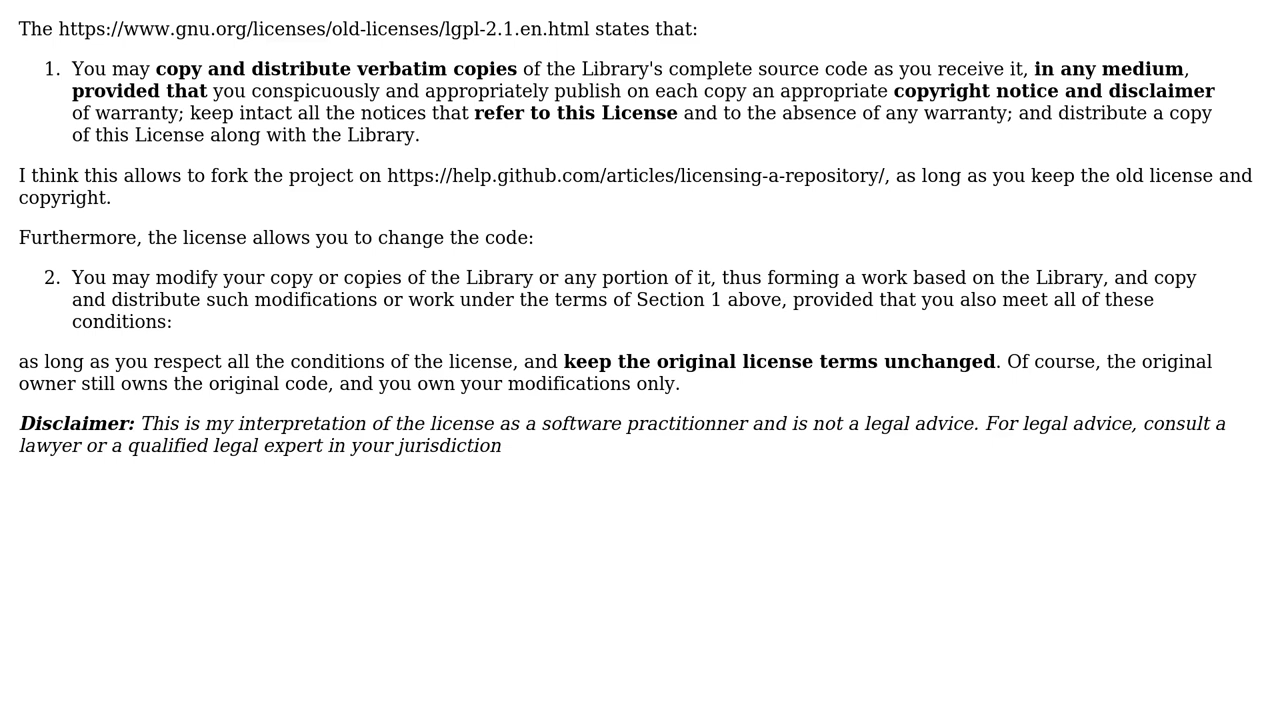 The https://www.gnu.org/licenses/old-licenses/lgpl-2.1.en.html states that:
1. You may copy and distribute verbatim copies of the Library's complete source code as you receive it, in any medium,
provided that you conspicuously and appropriately publish on each copy an appropriate copyright notice and disclaimer
of warranty; keep intact all the notices that refer to this License and to the absence of any warranty; and distribute a copy
of this License along with the Library.
I think this allows to fork the project on https://help.github.com/articles/licensing-a-repository/, as long as you keep the old license and
copyright.
Furthermore, the license allows you to change the code:
2. You may modify your copy or copies of the Library or any portion of it, thus forming a work based on the Library, and copy
and distribute such modifications or work under the terms of Section 1 above, provided that you also meet all of these
conditions:
as long as you respect all the conditions of the license, and keep the original license terms unchanged. Of course, the original
owner still owns the original code, and you own your modifications only.
Disclaimer: This is my interpretation of the license as a software practitionner and is not a legal advice. For legal advice, consult a
lawyer or a qualified legal expert in your jurisdiction